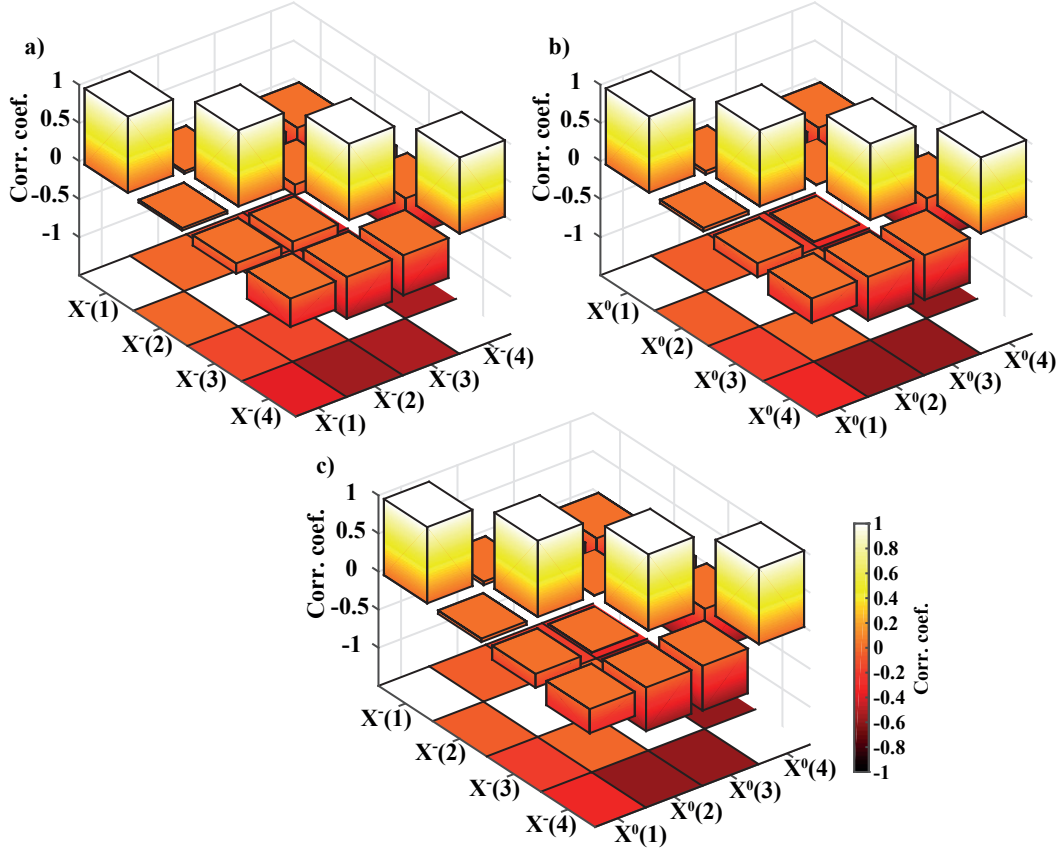 a)
Corr. coef.
1
0.5
0
-0.5
-1
X⁻(1)
X⁻(2)
X⁻(3)
X⁻(4)
X⁻(1)
X⁻(2)
X⁻(3)
X⁻(4)
b)
Corr. coef.
1
0.5
0
-0.5
-1
X⁰(1)
X⁰(2)
X⁰(3)
X⁰(4)
X⁰(1)
X⁰(2)
X⁰(3)
X⁰(4)
c)
Corr. coef.
1
0.5
0
-0.5
-1
X⁻(1)
X⁻(2)
X⁻(3)
X⁻(4)
X⁰(1)
X⁰(2)
X⁰(3)
X⁰(4)
1
0.8
0.6
0.4
0.2
0
-0.2
-0.4
-0.6
-0.8
-1
Corr. coef.